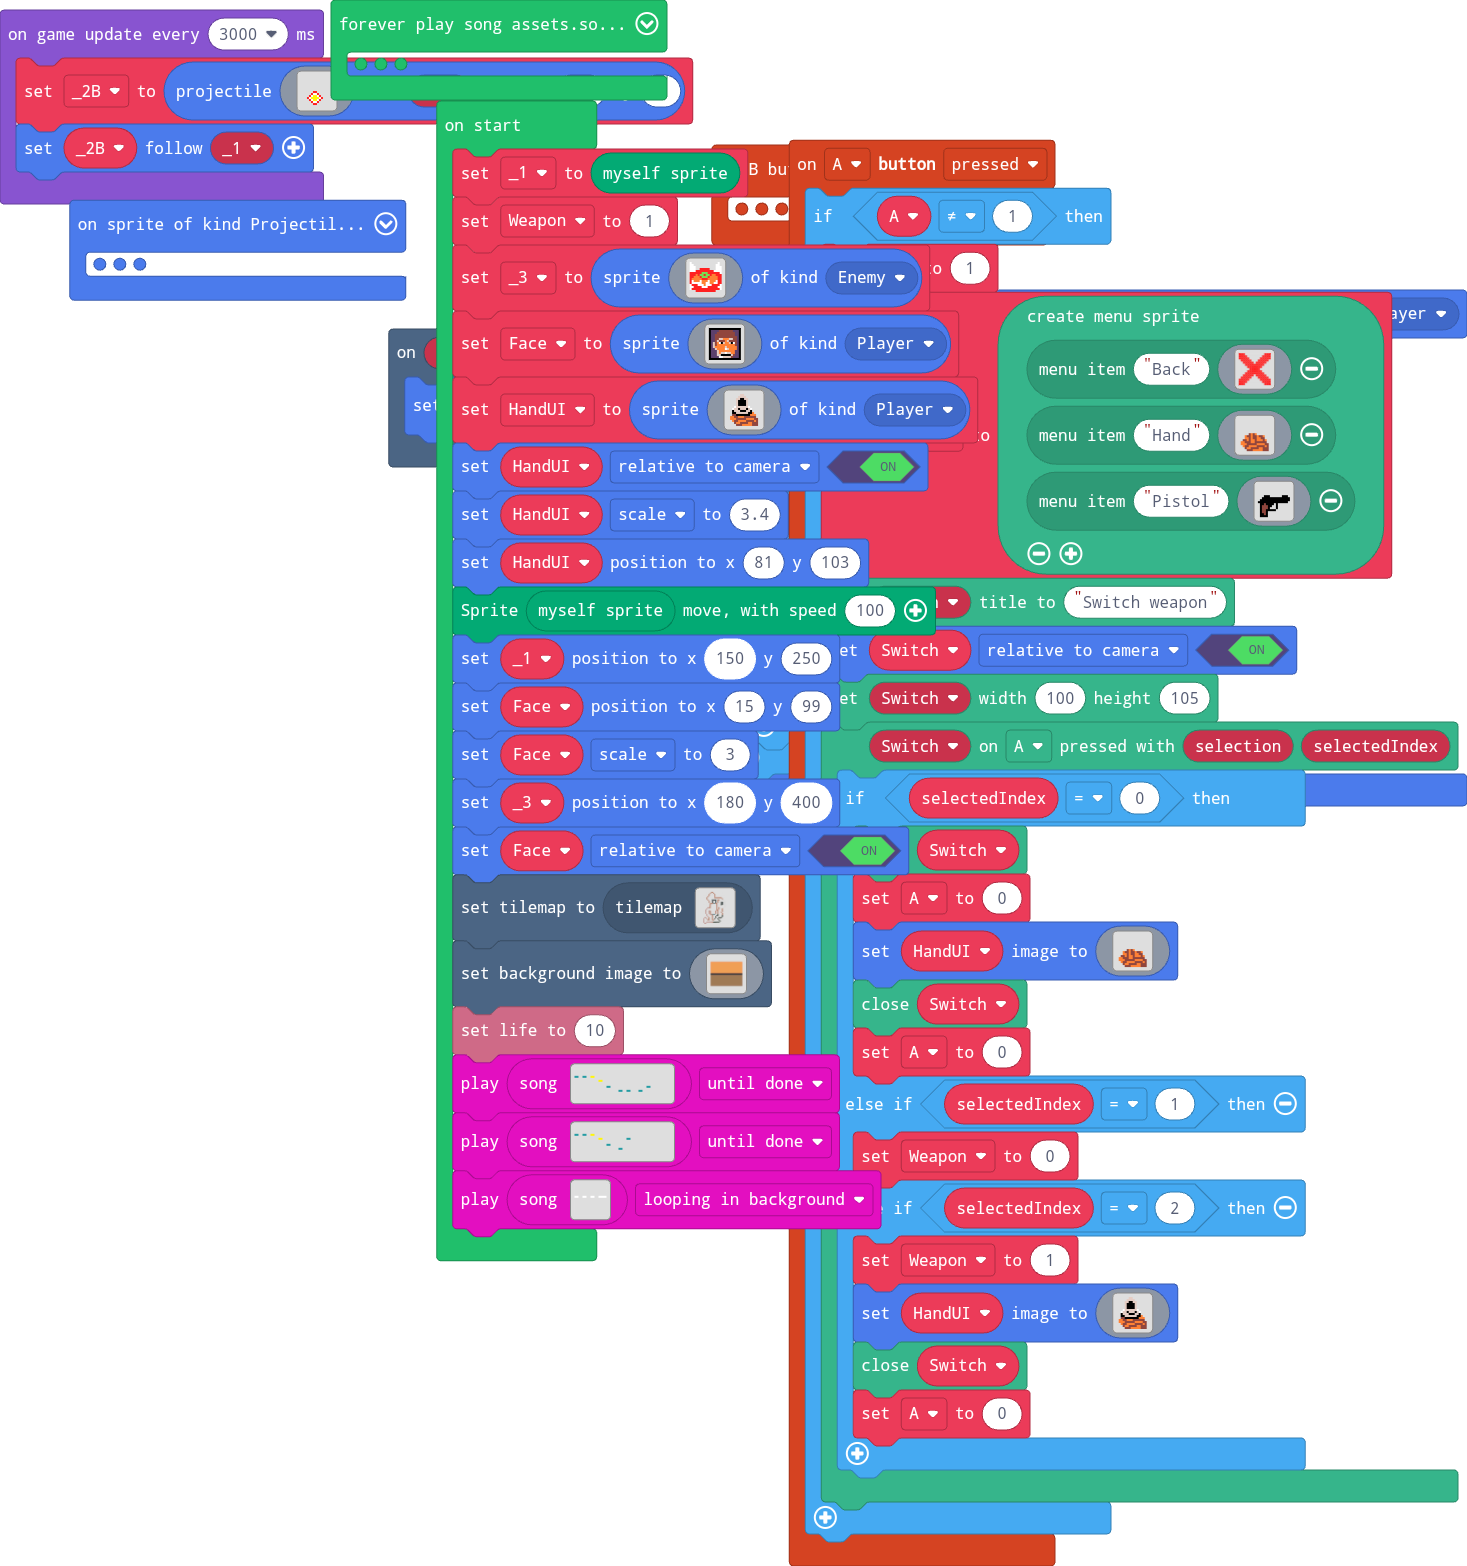 on game update every 3000 ms
set _2B to projectile
set _2B follow _1
forever play song assets.so...
on sprite of kind Projectil...
on
set
on start
set _1 to myself sprite
set Weapon to 1
set _3 to sprite of kind Enemy
set Face to sprite of kind Player
set HandUI to sprite of kind Player
set HandUI relative to camera ON
set HandUI scale to 3.4
set HandUI position to x 81 y 103
Sprite myself sprite move, with speed 100
set _1 position to x 150 y 250
set Face position to x 15 y 99
set Face scale to 3
set _3 position to x 180 y 400
set Face relative to camera ON
set tilemap to tilemap
set background image to
set life to 10
play song until done
play song until done
play song looping in background
B
on A button pressed
if A ≠ 1 then
to 1
create menu sprite
menu item "Back"
menu item "Hand"
menu item "Pistol"
to
title to "Switch weapon"
Switch relative to camera ON
Switch width 100 height 105
Switch on A pressed with selection selectedIndex
if selectedIndex = 0 then
Switch
set A to 0
set HandUI image to
close Switch
set A to 0
else if selectedIndex = 1 then
set Weapon to 0
if selectedIndex = 2 then
set Weapon to 1
set HandUI image to
close Switch
set A to 0